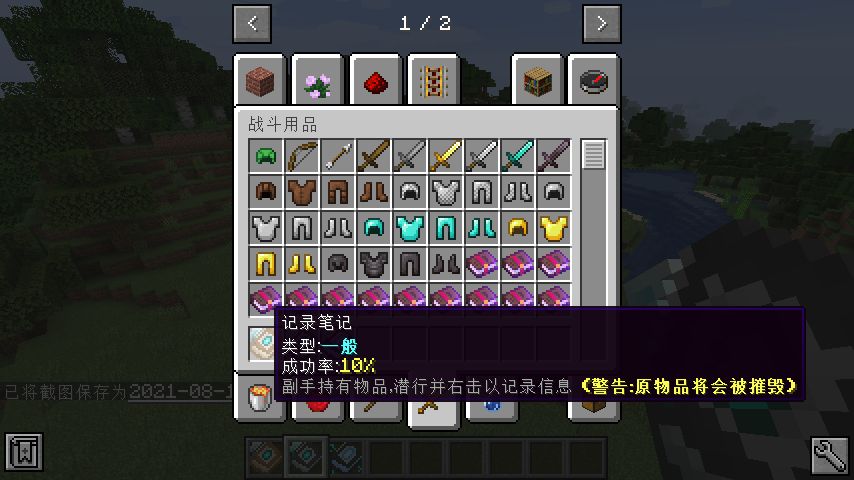 < 1 / 2 >
战斗用品
记录笔记
类型:一般
成功率:10%
副手持有物品,潜行并右击以记录信息《警告:原物品将会被摧毁》
已将截图保存为2021-08-1